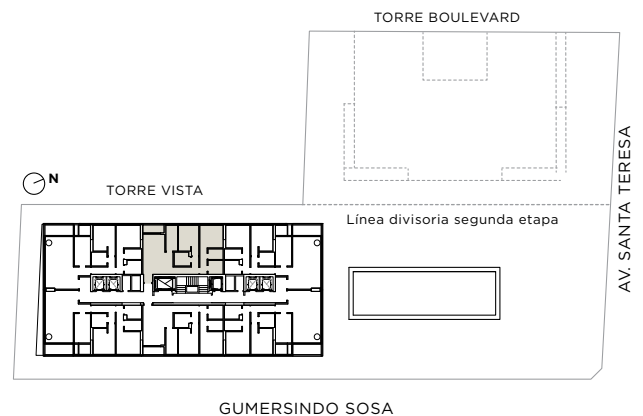 TORRE BOULEVARD
N
TORRE VISTA
Línea divisoria segunda etapa
AV. SANTA TERESA
GUMERSINDO SOSA